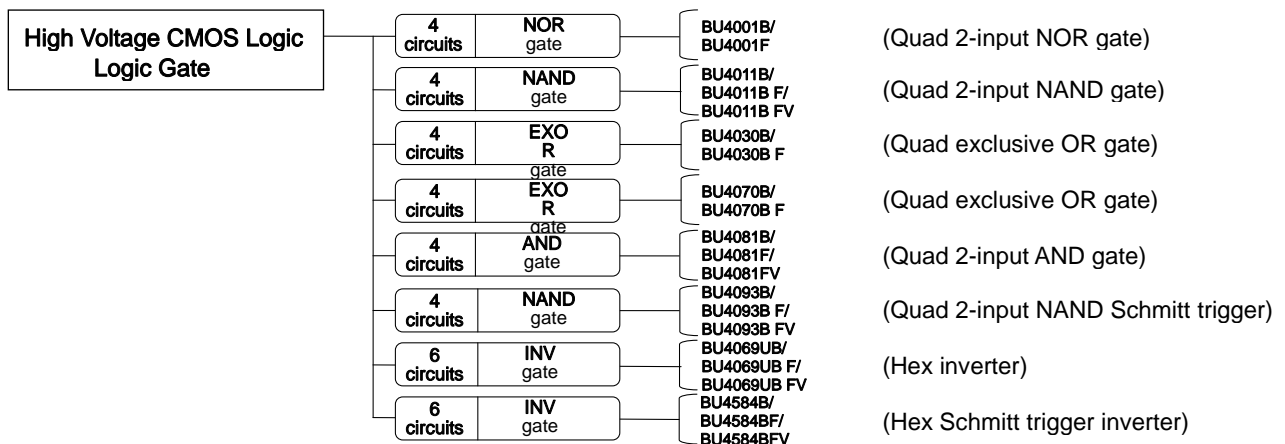 High Voltage CMOS Logic
Logic Gate
4
circuits
NOR
gate
BU4001B/
BU4001F
(Quad 2-input NOR gate)
4
circuits
NAND
gate
BU4011B/
BU4011B F/
BU4011B FV
(Quad 2-input NAND gate)
4
circuits
EXO
R
gate
BU4030B/
BU4030B F
(Quad exclusive OR gate)
4
circuits
EXO
R
gate
BU4070B/
BU4070B F
(Quad exclusive OR gate)
4
circuits
AND
gate
BU4081B/
BU4081F/
BU4081FV
(Quad 2-input AND gate)
4
circuits
NAND
gate
BU4093B/
BU4093B F/
BU4093B FV
(Quad 2-input NAND Schmitt trigger)
6
circuits
INV
gate
BU4069UB/
BU4069UB F/
BU4069UB FV
(Hex inverter)
6
circuits
INV
gate
BU4584B/
BU4584BF/
BU4584BFV
(Hex Schmitt trigger inverter)